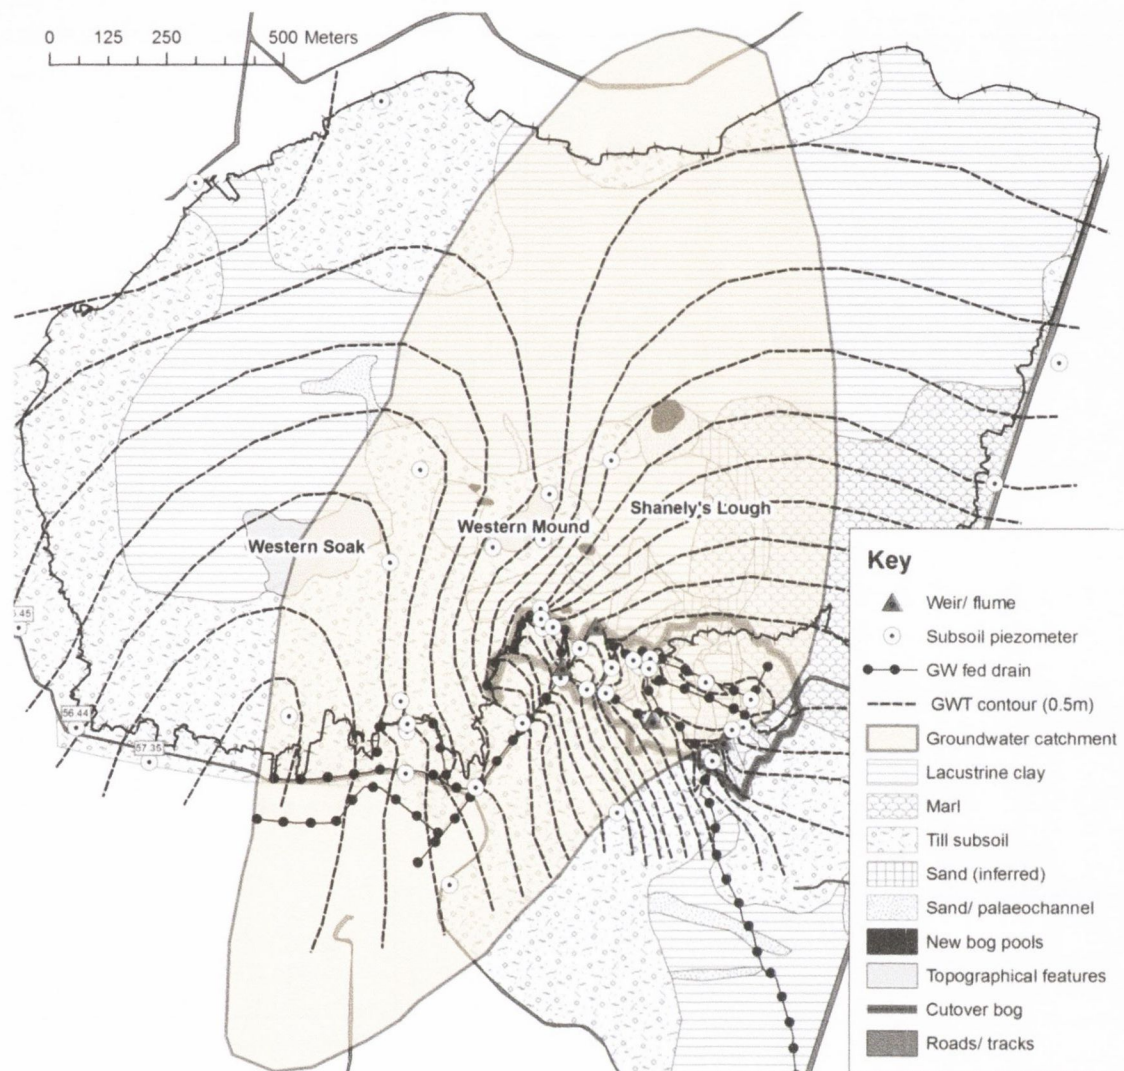 0 125 250 500 Meters
Western Mound
Shanely's Lough
Western Soak
.45
56.44
57.35
Key
Weir/ flume
Subsoil piezometer
GW fed drain
GWT contour (0.5m)
Groundwater catchment
Lacustrine clay
Marl
Till subsoil
Sand (inferred)
Sand/ palaeochannel
New bog pools
Topographical features
Cutover bog
Roads/ tracks